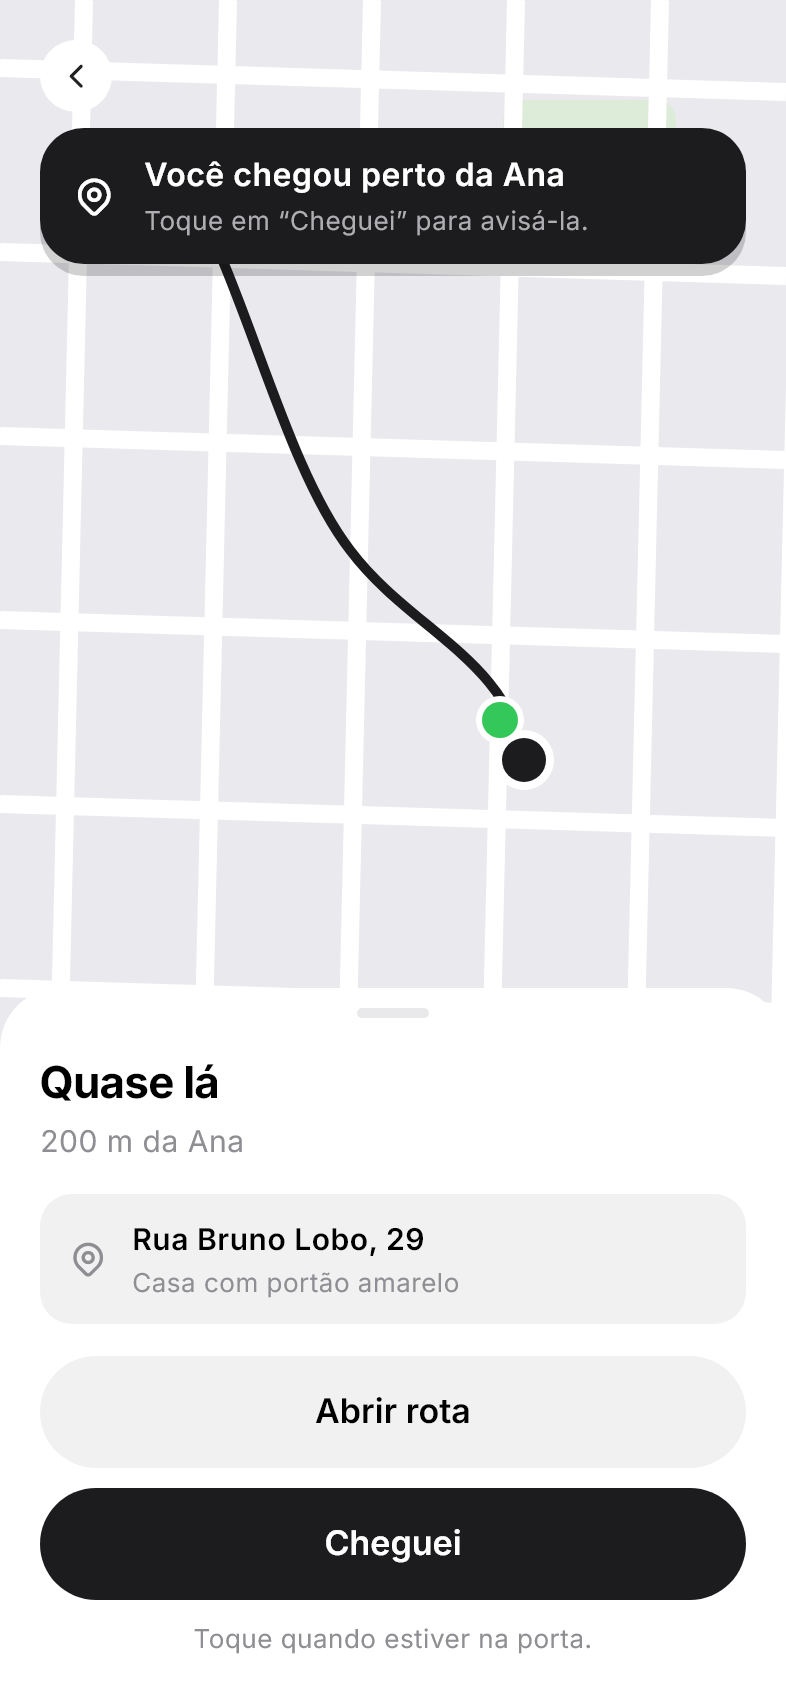 Você chegou perto da Ana
Toque em “Cheguei” para avisá-la.
Quase lá
200 m da Ana
Rua Bruno Lobo, 29
Casa com portão amarelo
Abrir rota
Cheguei
Toque quando estiver na porta.